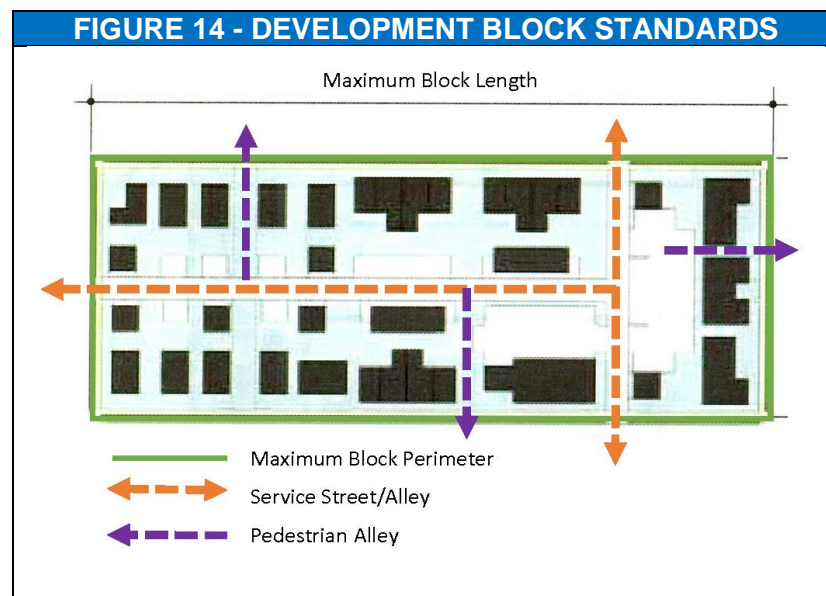 FIGURE 14 - DEVELOPMENT BLOCK STANDARDS
Maximum Block Length
Maximum Block Perimeter
Service Street/Alley
Pedestrian Alley